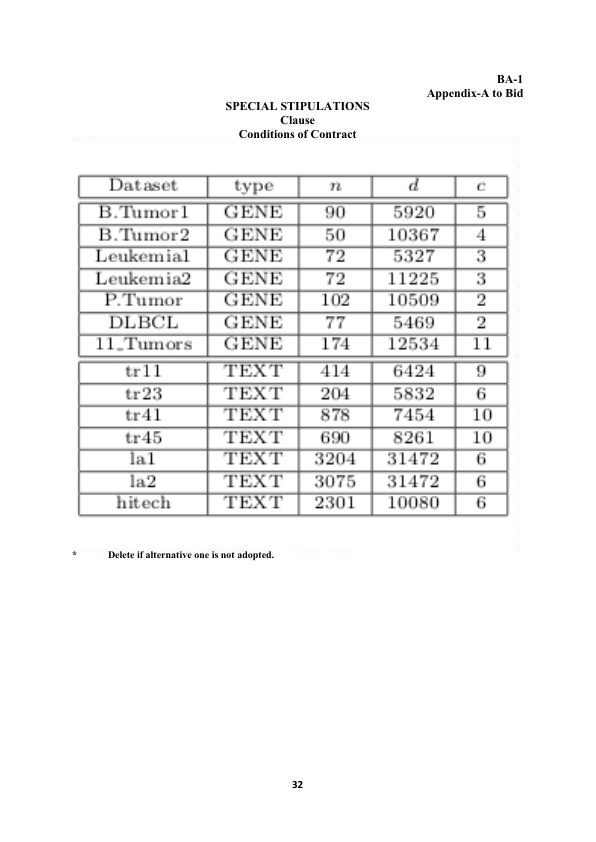 BA-1
Appendix-A to Bid
SPECIAL STIPULATIONS
Clause
Conditions of Contract
Dataset type n d c
B.Tumor1 GENE 90 5920 5
B.Tumor2 GENE 50 10367 4
Leukemia1 GENE 72 5327 3
Leukemia2 GENE 72 11225 3
P.Tumor GENE 102 10509 2
DLBCL GENE 77 5469 2
11_Tumors GENE 174 12534 11
tr11 TEXT 414 6424 9
tr23 TEXT 204 5832 6
tr41 TEXT 878 7454 10
tr45 TEXT 690 8261 10
la1 TEXT 3204 31472 6
la2 TEXT 3075 31472 6
hitech TEXT 2301 10080 6
* Delete if alternative one is not adopted.
32